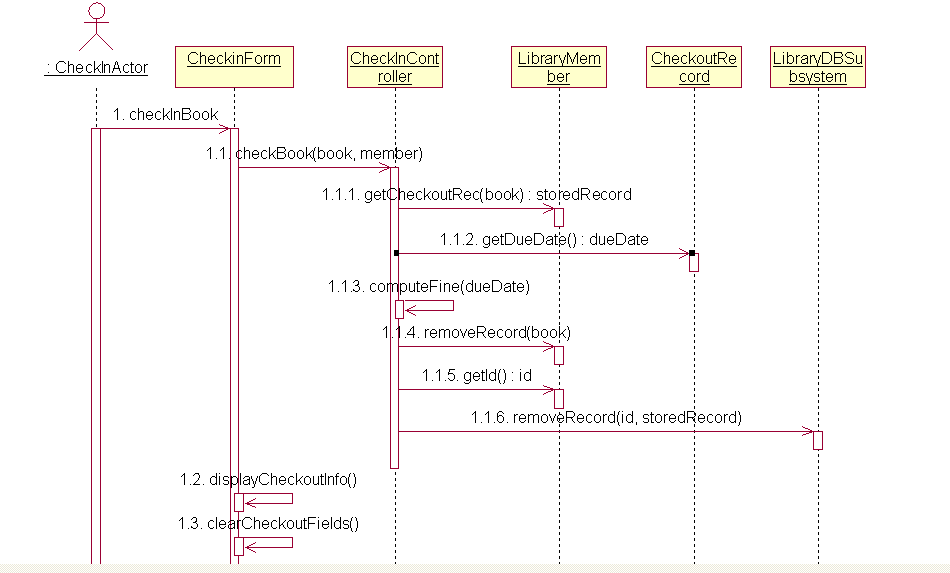 : CheckInActor
CheckinForm
CheckInCont
roller
LibraryMem
ber
CheckoutRe
cord
LibraryDBSu
bsystem
1. checkInBook
1.1. checkBook(book, member)
1.1.1. getCheckoutRec(book) : storedRecord
1.1.2. getDueDate() : dueDate
1.1.3. computeFine(dueDate)
1.1.4. removeRecord(book)
1.1.5. getId() : id
1.1.6. removeRecord(id, storedRecord)
1.2. displayCheckoutInfo()
1.3. clearCheckoutFields()